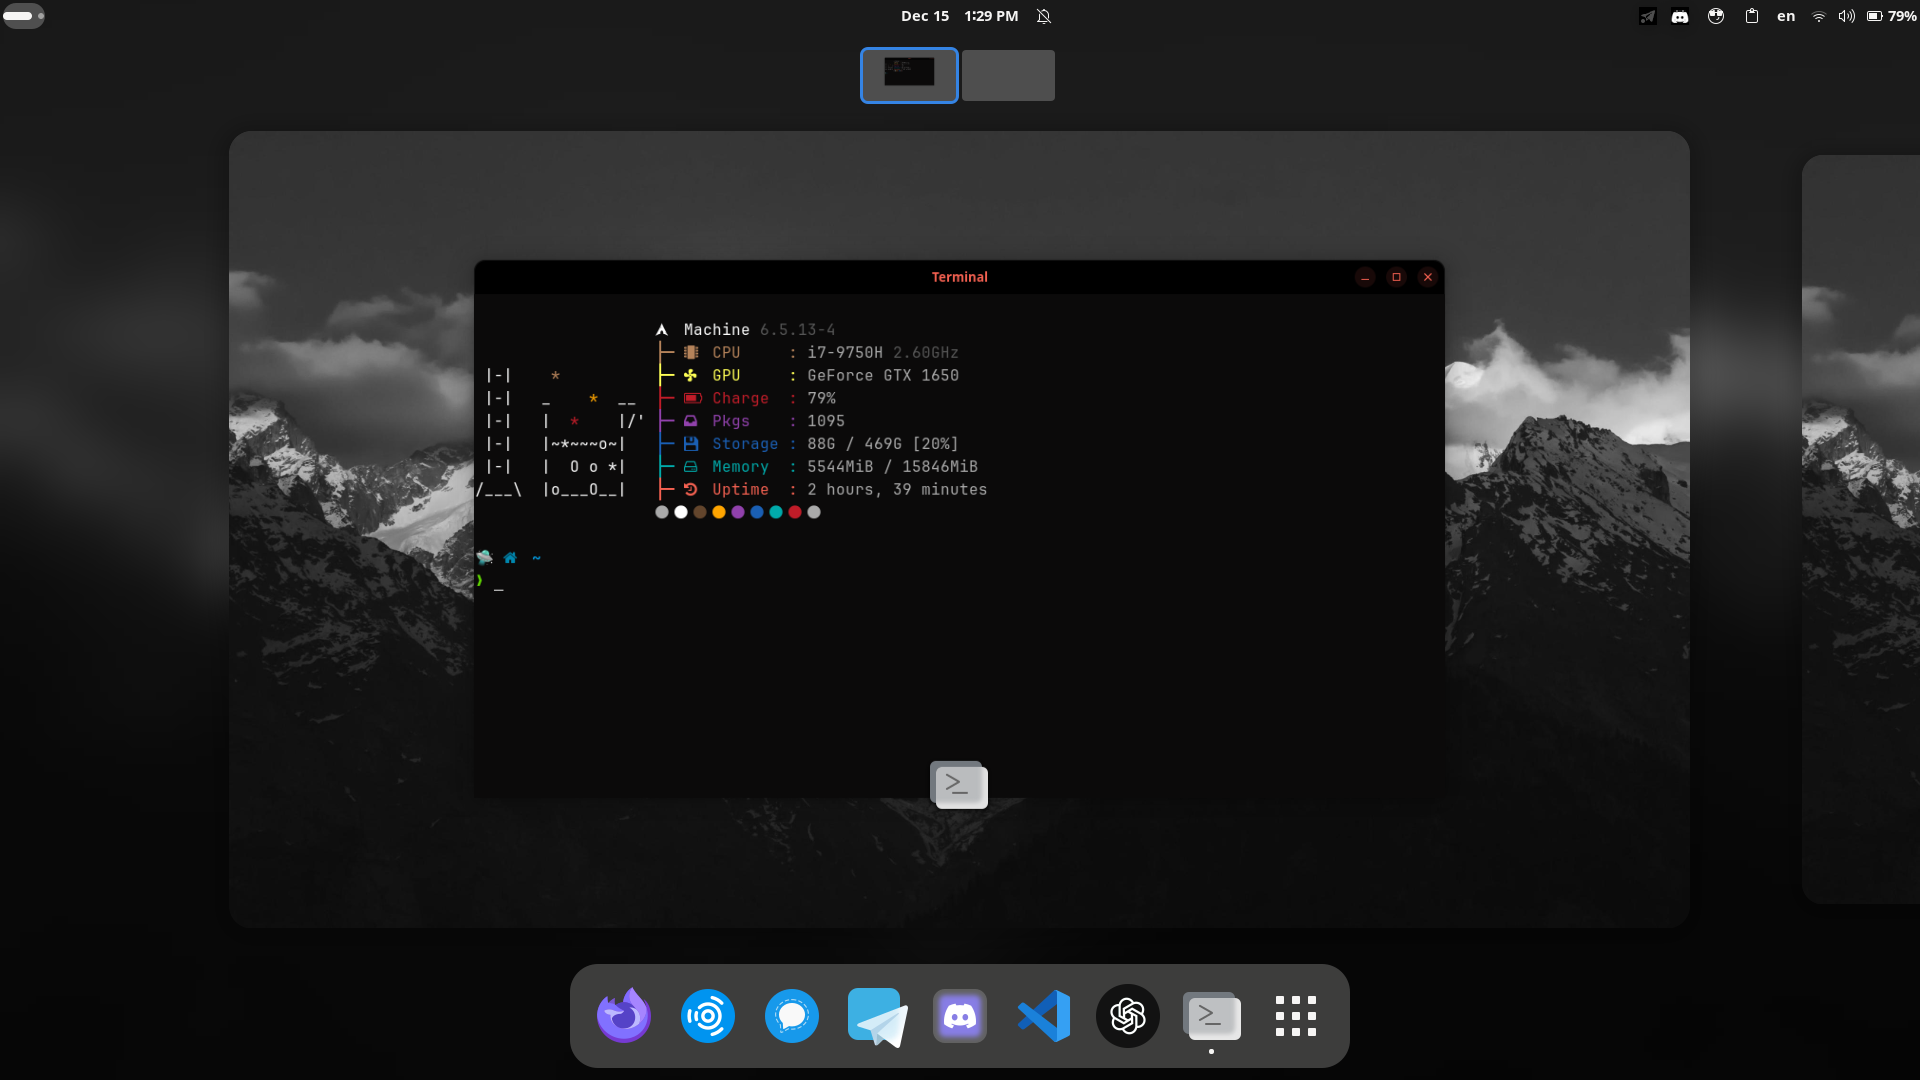 Dec 15 1:29 PM
en
79%
Terminal
Machine 6.5.13-4
CPU : i7-9750H 2.60GHz
|-| * GPU : GeForce GTX 1650
|-| _ * __ Charge : 79%
|-| | * |/' Pkgs : 1095
|-| |~*~~~o~| Storage : 88G / 469G [20%]
|-| | O o *| Memory : 5544MiB / 15846MiB
/___\ |o___O__| Uptime : 2 hours, 39 minutes
~
❯ _
>_
>_